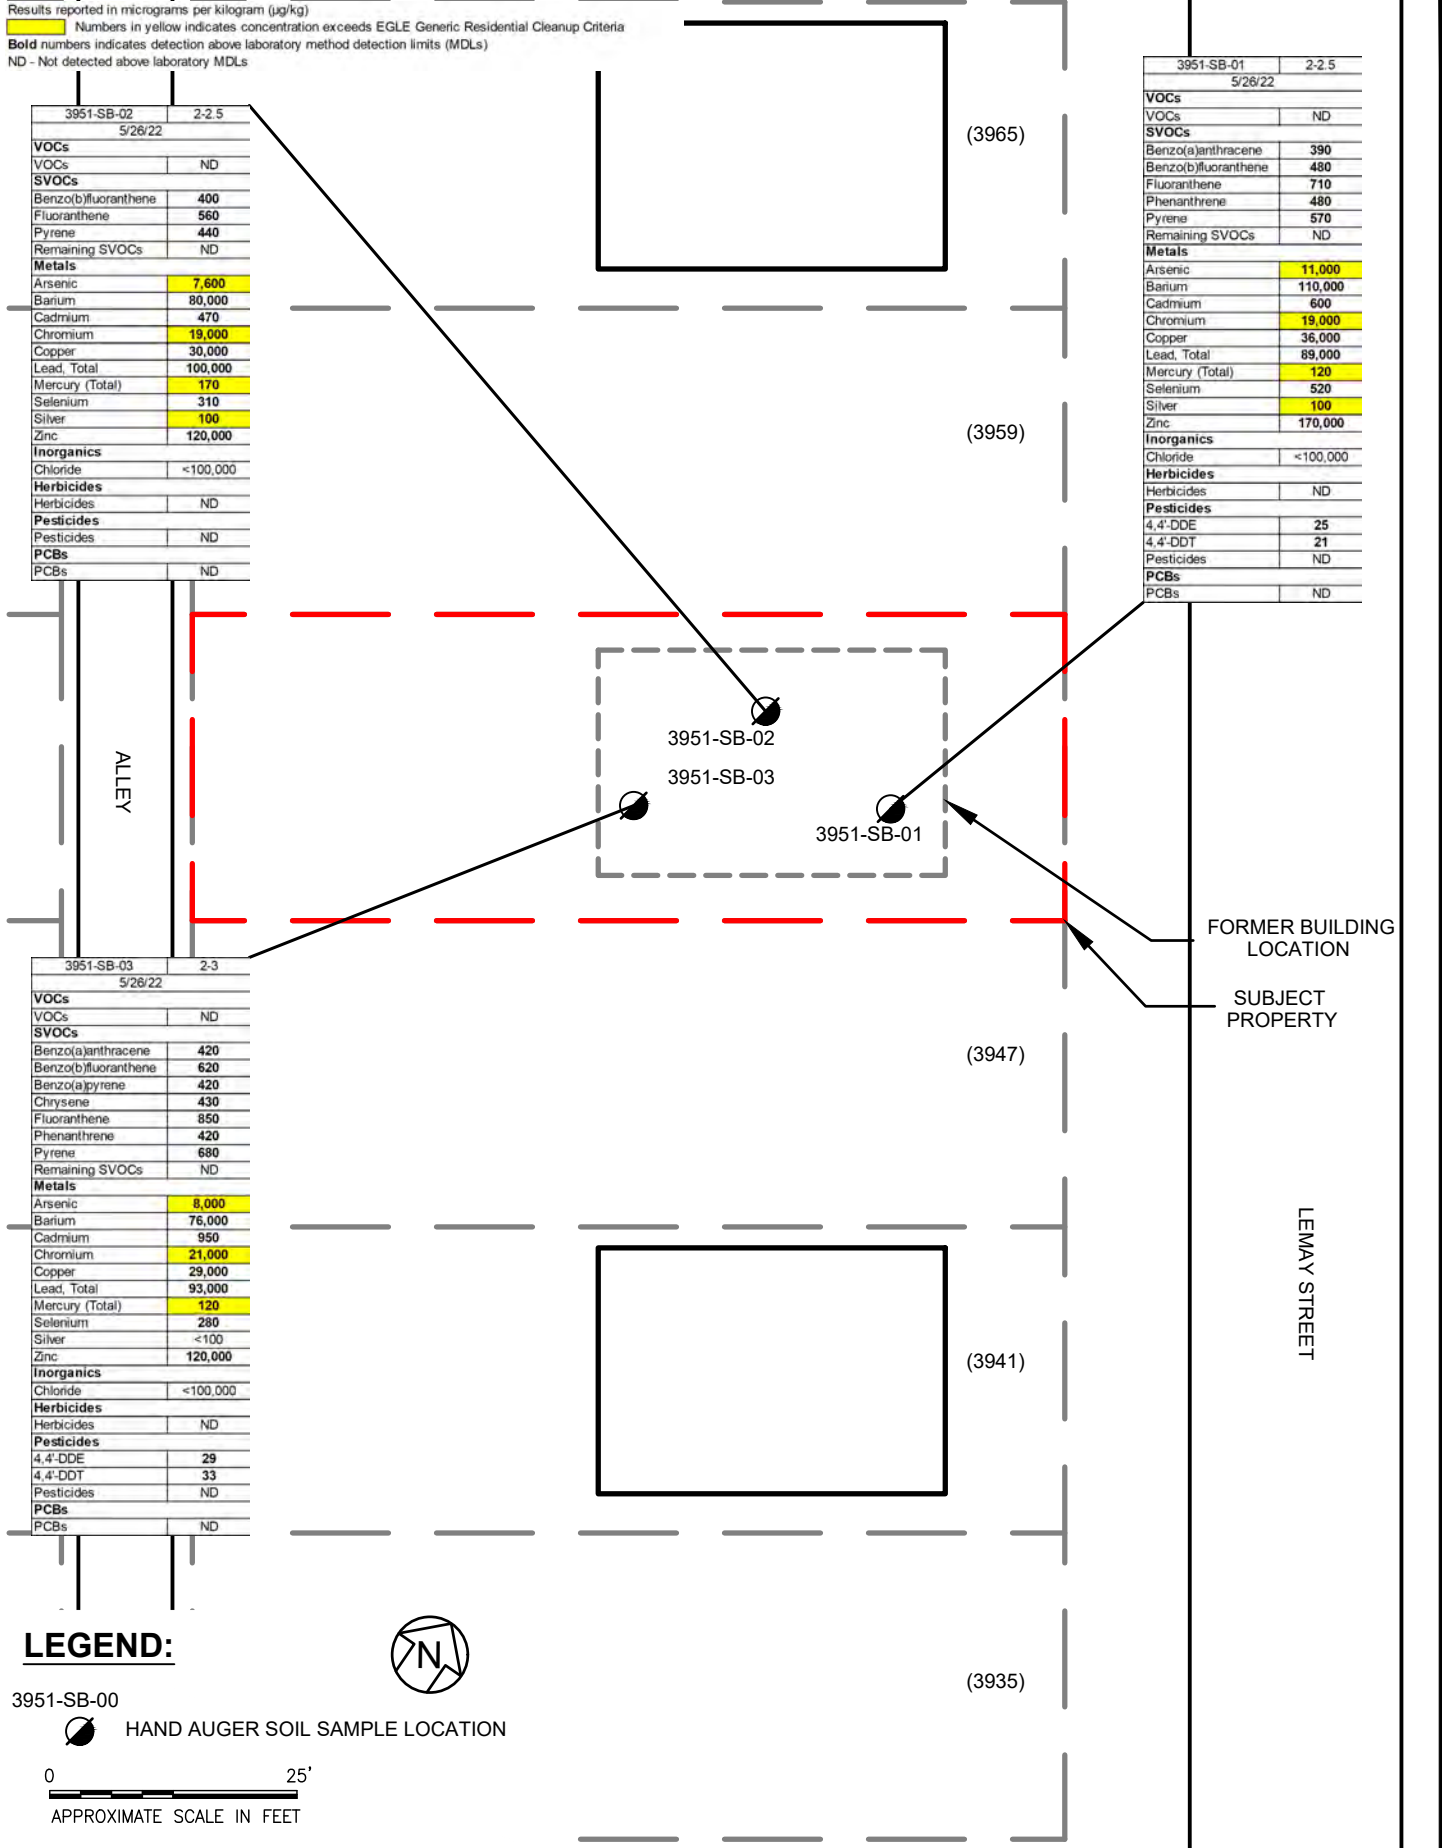 Results reported in micrograms per kilogram (µg/kg)
Numbers in yellow indicates concentration exceeds EGLE Generic Residential Cleanup Criteria
Bold numbers indicates detection above laboratory method detection limits (MDLs)
ND - Not detected above laboratory MDLs
3951-SB-02 2-2.5
5/26/22
VOCs
VOCs ND
SVOCs
Benzo(b)fluoranthene 400
Fluoranthene 560
Pyrene 440
Remaining SVOCs ND
Metals
Arsenic 7,600
Barium 80,000
Cadmium 470
Chromium 19,000
Copper 30,000
Lead, Total 100,000
Mercury (Total) 170
Selenium 310
Silver 100
Zinc 120,000
Inorganics
Chloride <100,000
Herbicides
Herbicides ND
Pesticides
Pesticides ND
PCBs
PCBs ND
3951-SB-01 2-2.5
5/26/22
VOCs
VOCs ND
SVOCs
Benzo(a)anthracene 390
Benzo(b)fluoranthene 480
Fluoranthene 710
Phenanthrene 480
Pyrene 570
Remaining SVOCs ND
Metals
Arsenic 11,000
Barium 110,000
Cadmium 600
Chromium 19,000
Copper 36,000
Lead, Total 89,000
Mercury (Total) 120
Selenium 520
Silver 100
Zinc 170,000
Inorganics
Chloride <100,000
Herbicides
Herbicides ND
Pesticides
4,4'-DDE 25
4,4'-DDT 21
Pesticides ND
PCBs
PCBs ND
(3965)
(3959)
3951-SB-02
3951-SB-03
3951-SB-01
ALLEY
FORMER BUILDING
LOCATION
SUBJECT
PROPERTY
3951-SB-03 2-3
5/26/22
VOCs
VOCs ND
SVOCs
Benzo(a)anthracene 420
Benzo(b)fluoranthene 620
Benzo(a)pyrene 420
Chrysene 430
Fluoranthene 850
Phenanthrene 420
Pyrene 680
Remaining SVOCs ND
Metals
Arsenic 8,000
Barium 76,000
Cadmium 950
Chromium 21,000
Copper 29,000
Lead, Total 93,000
Mercury (Total) 120
Selenium 280
Silver <100
Zinc 120,000
Inorganics
Chloride <100,000
Herbicides
Herbicides ND
Pesticides
4,4'-DDE 29
4,4'-DDT 33
Pesticides ND
PCBs
PCBs ND
(3947)
(3941)
(3935)
LEMAY STREET
LEGEND:
N
3951-SB-00
HAND AUGER SOIL SAMPLE LOCATION
0 25'
APPROXIMATE SCALE IN FEET